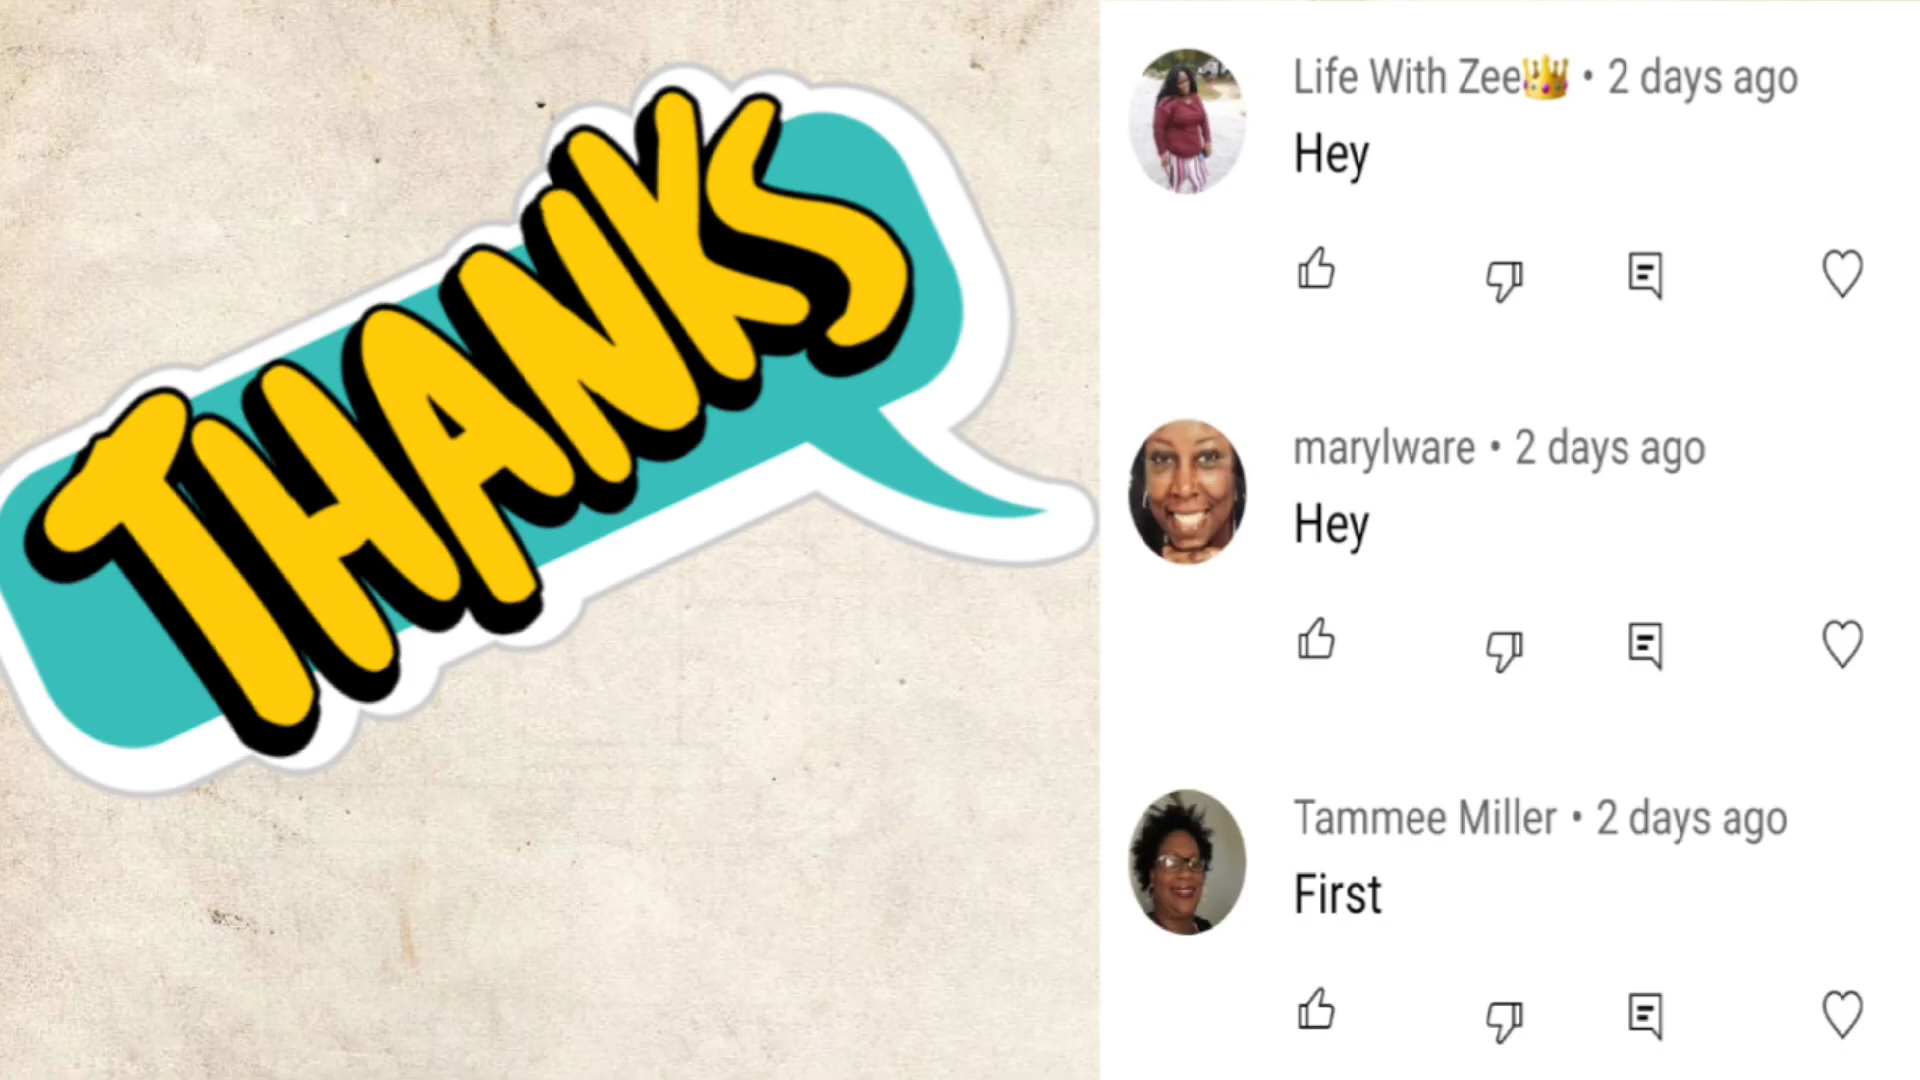 THANKS
Life With Zee👑 • 2 days ago
Hey
marylware • 2 days ago
Hey
Tammee Miller • 2 days ago
First